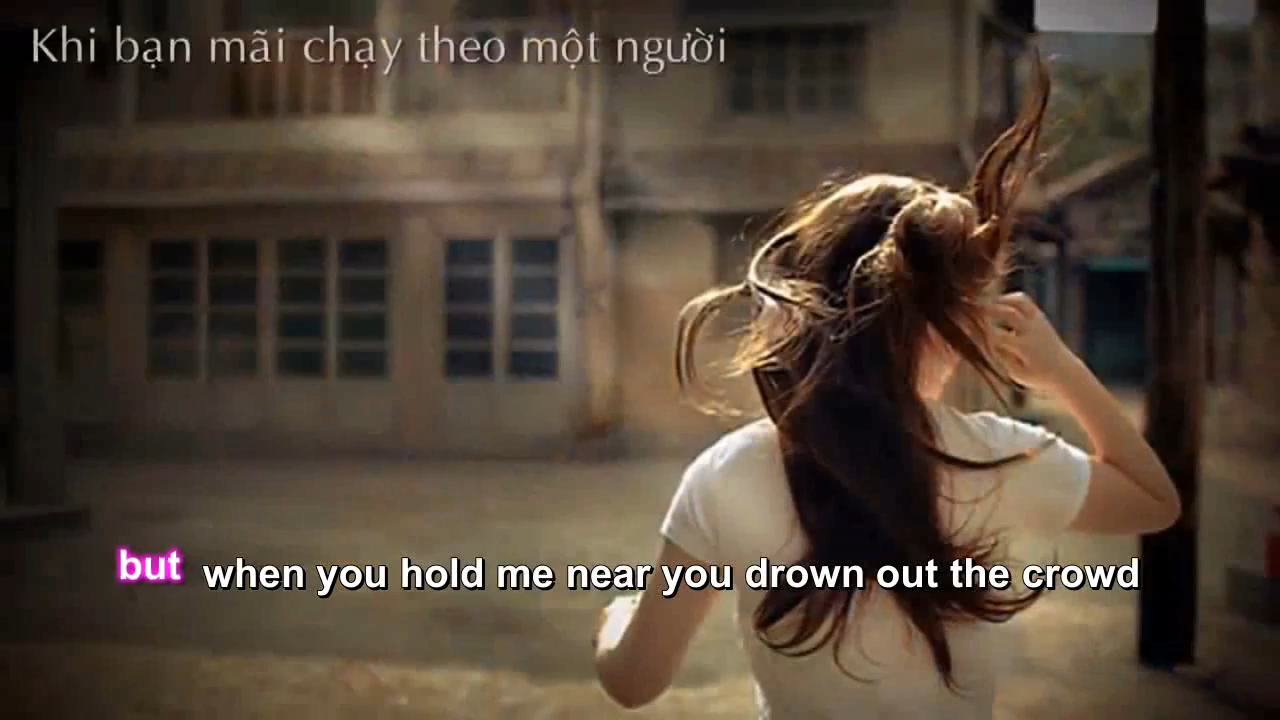 Khi bạn mãi chạy theo một người
but when you hold me near you drown out the crowd